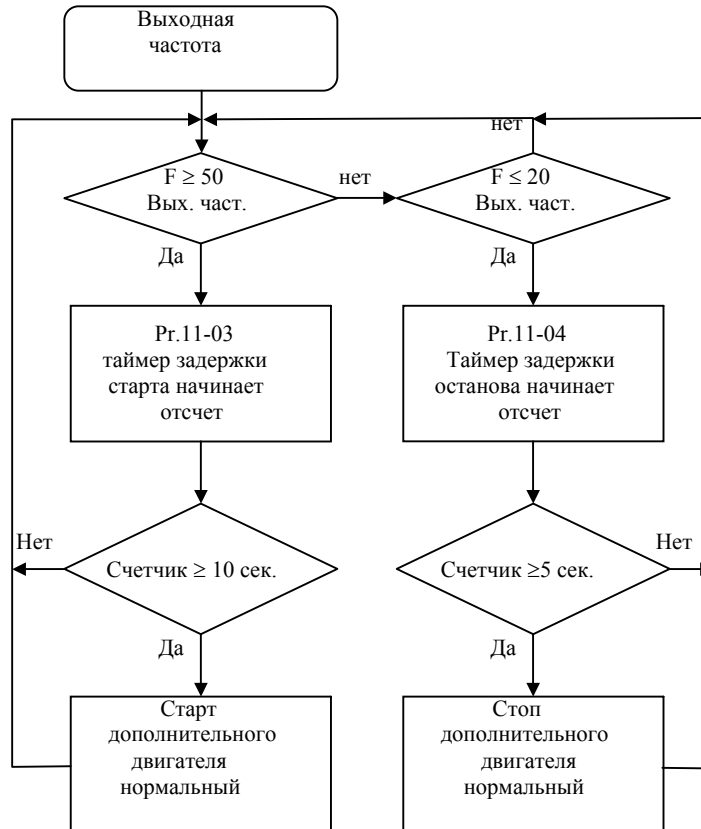 Выходная
частота
нет
F ≥ 50
Вых. част.
нет
F ≤ 20
Вых. част.
Да
Да
Pr.11-03
таймер задержки
старта начинает
отсчет
Pr.11-04
Таймер задержки
останова начинает
отсчет
Нет
Счетчик ≥ 10 сек.
Счетчик ≥5 сек.
Нет
Да
Да
Старт
дополнительного
двигателя
нормальный
Стоп
дополнительного
двигателя
нормальный